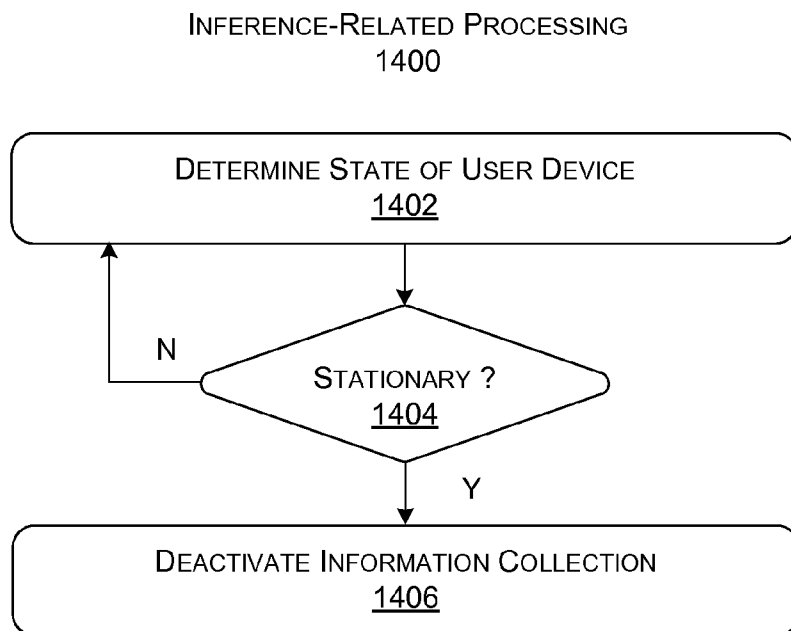 INFERENCE-RELATED PROCESSING
1400
DETERMINE STATE OF USER DEVICE
1402
N
STATIONARY ?
1404
Y
DEACTIVATE INFORMATION COLLECTION
1406